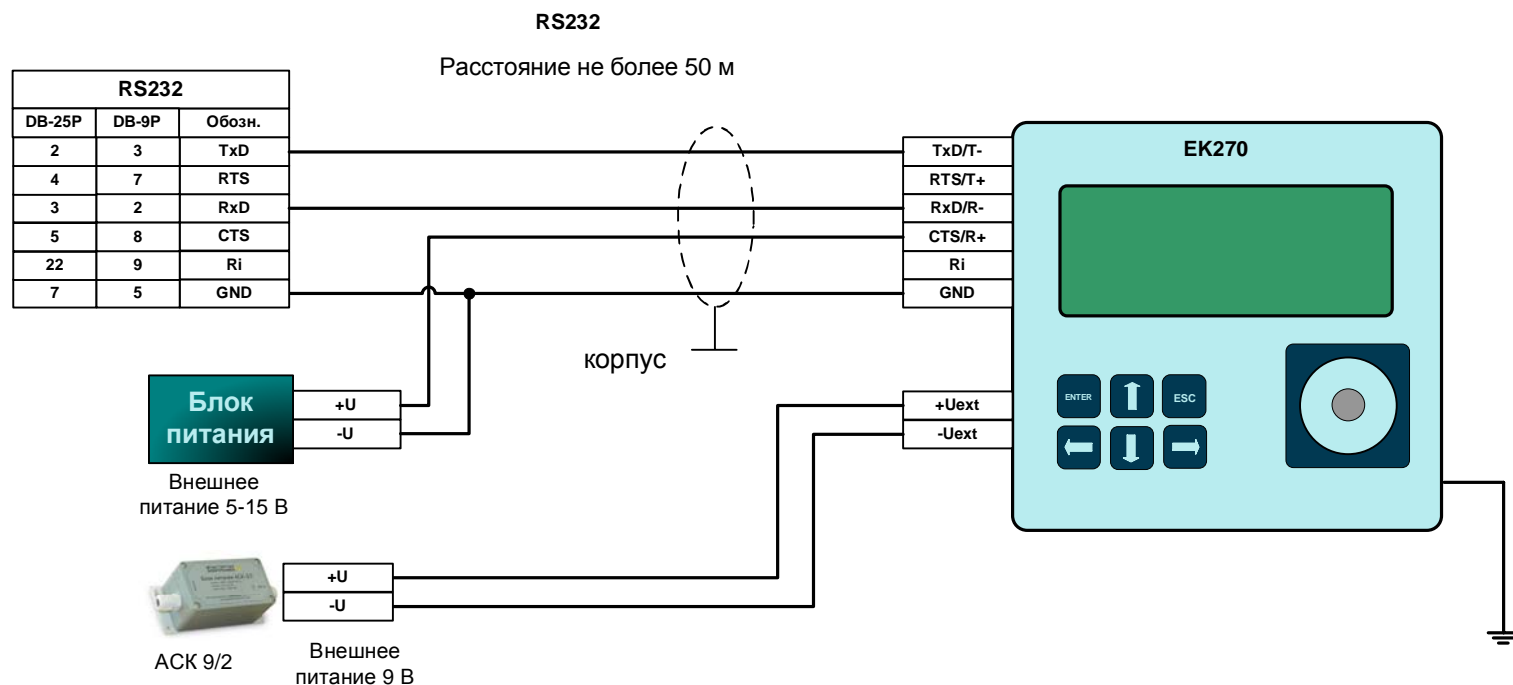 RS232
Расстояние не более 50 м
RS232
DB-25P DB-9P Обозн.
2 3 TxD
4 7 RTS
3 2 RxD
5 8 CTS
22 9 Ri
7 5 GND
TxD/T-
RTS/T+
RxD/R-
CTS/R+
Ri
GND
EK270
корпус
Блок
питания
+U
-U
Внешнее
питание 5-15 В
+Uext
-Uext
ENTER
ESC
+U
-U
АСК 9/2
Внешнее
питание 9 В